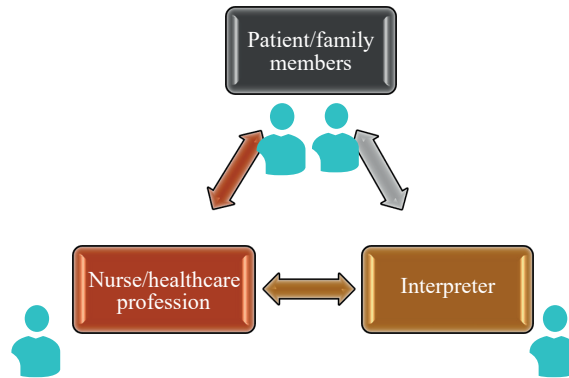 Patient/family
members
Nurse/healthcare
profession
Interpreter